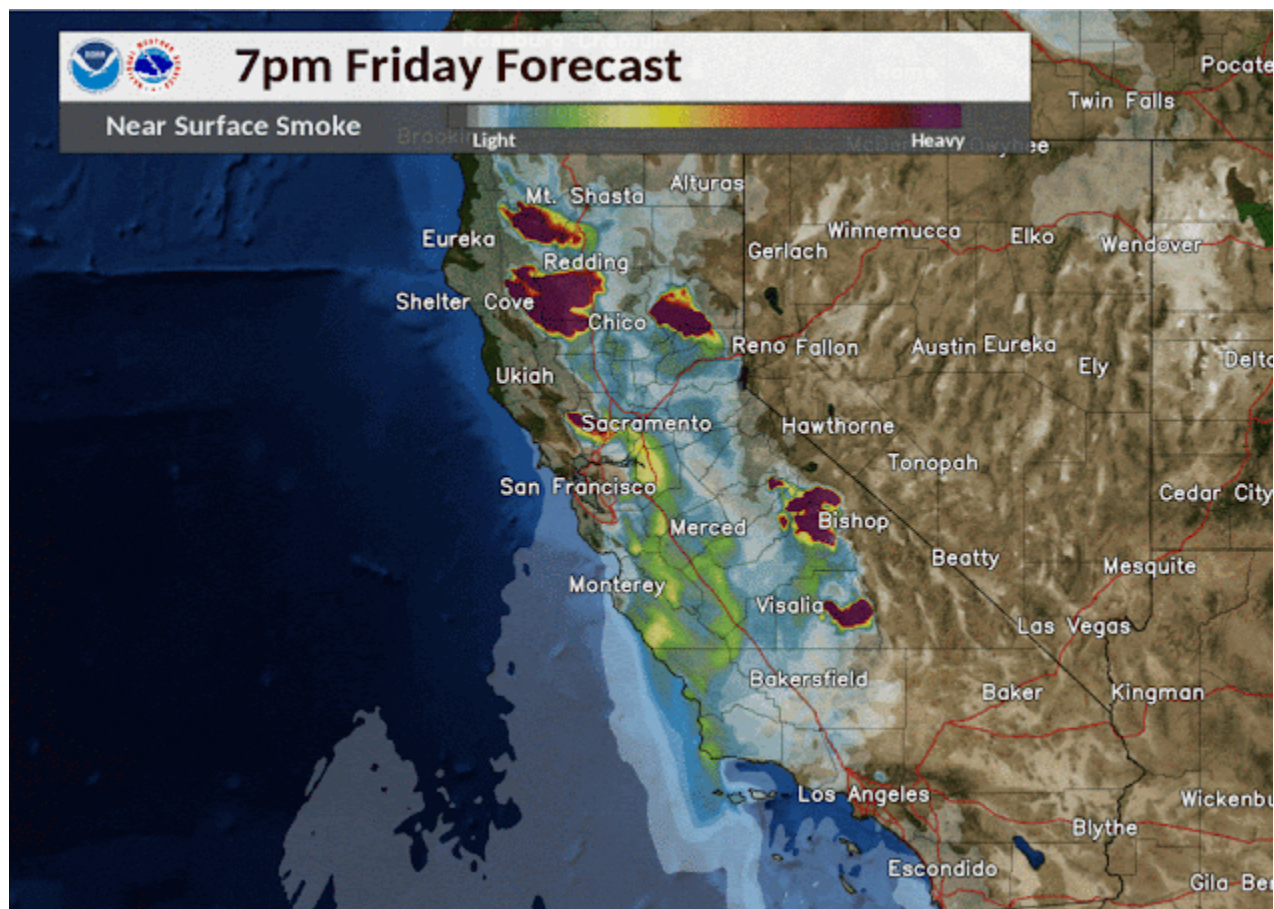 7pm Friday Forecast
Near Surface Smoke
Light
Heavy
Pocate
Twin Falls
Mt. Shasta
Alturas
Eureka
Winnemucca
Elko
Wendover
Gerlach
Redding
Shelter Cove
Chico
Reno
Fallon
Austin
Eureka
Ely
Delta
Ukiah
Sacramento
Hawthorne
Tonopah
San Francisco
Cedar City
Merced
Bishop
Beatty
Mesquite
Monterey
Visalia
Las Vegas
Bakersfield
Baker
Kingman
Los Angeles
Wickenbu
Blythe
Escondido
Gila Ber